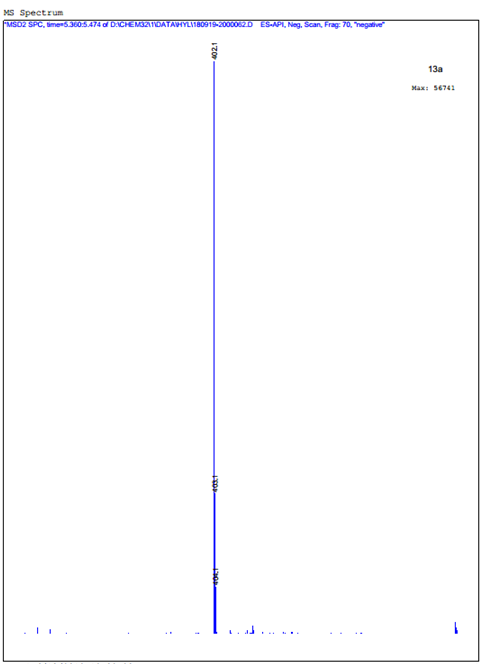 MS Spectrum
*MSD2 SPC, time=5.360:5.474 of D:\CHEM32\1\DATA\HYL\180919-2000062.D    ES-API, Neg, Scan, Frag: 70, "negative"
402.1
13a
Max: 56741
403.1
404.1